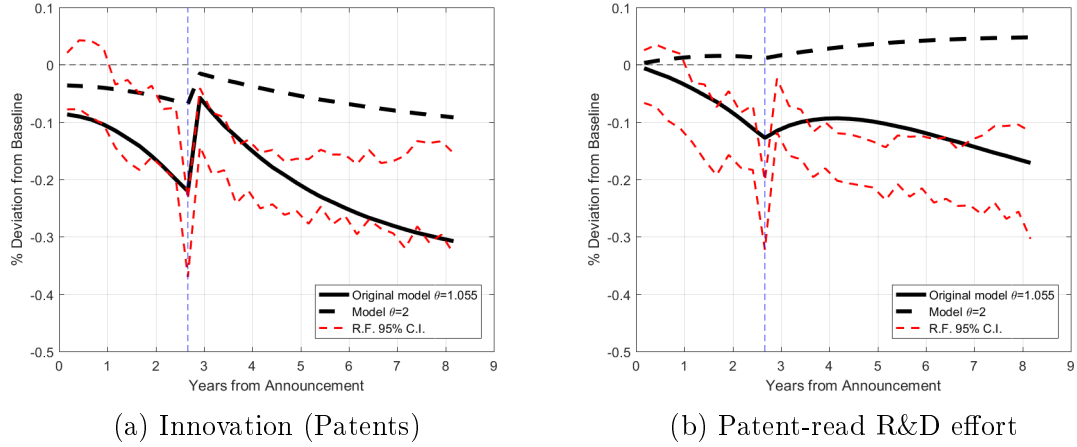 % Deviation from Baseline
0.1
0
-0.1
-0.2
-0.3
-0.4
-0.5
0 1 2 3 4 5 6 7 8 9
Years from Announcement
Original model θ=1.055
Model θ=2
R.F. 95% C.I.
(a) Innovation (Patents)
% Deviation from Baseline
0.1
0
-0.1
-0.2
-0.3
-0.4
-0.5
0 1 2 3 4 5 6 7 8 9
Years from Announcement
Original model θ=1.055
Model θ=2
R.F. 95% C.I.
(b) Patent-read R&D effort